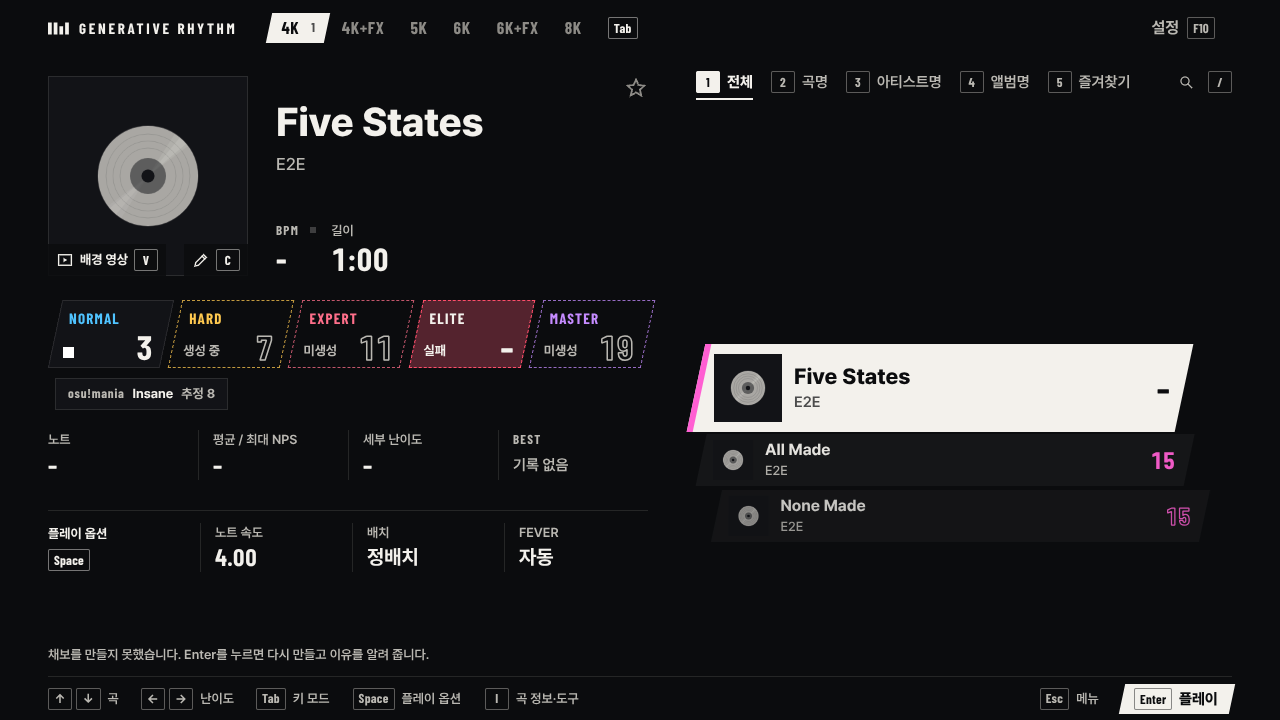 GENERATIVE RHYTHM
4K 1 4K+FX 5K 6K 6K+FX 8K Tab
설정 F10
Five States
E2E
BPM 길이
- 1:00
배경 영상 V C
NORMAL 3
HARD 생성 중 7
EXPERT 미생성 11
ELITE 실패 -
MASTER 미생성 19
osu!mania Insane 추정 8
노트 평균 / 최대 NPS 세부 난이도 BEST
- - - 기록 없음
플레이 옵션 노트 속도 배치 FEVER
Space 4.00 정배치 자동
1 전체 2 곡명 3 아티스트명 4 앨범명 5 즐겨찾기 /
Five States
E2E
-
All Made
E2E
15
None Made
E2E
15
채보를 만들지 못했습니다. Enter를 누르면 다시 만들고 이유를 알려 줍니다.
↑ ↓ 곡 ← → 난이도 Tab 키 모드 Space 플레이 옵션 I 곡 정보·도구 Esc 메뉴 Enter 플레이